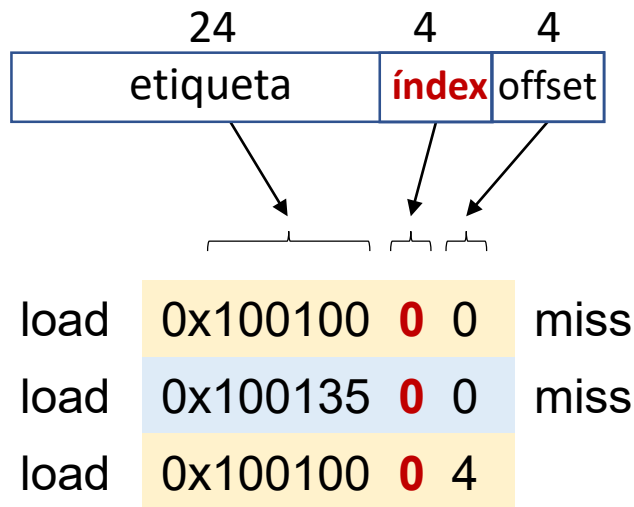 24 4 4
etiqueta índex offset
load 0x100100 0 0 miss
load 0x100135 0 0 miss
load 0x100100 0 4